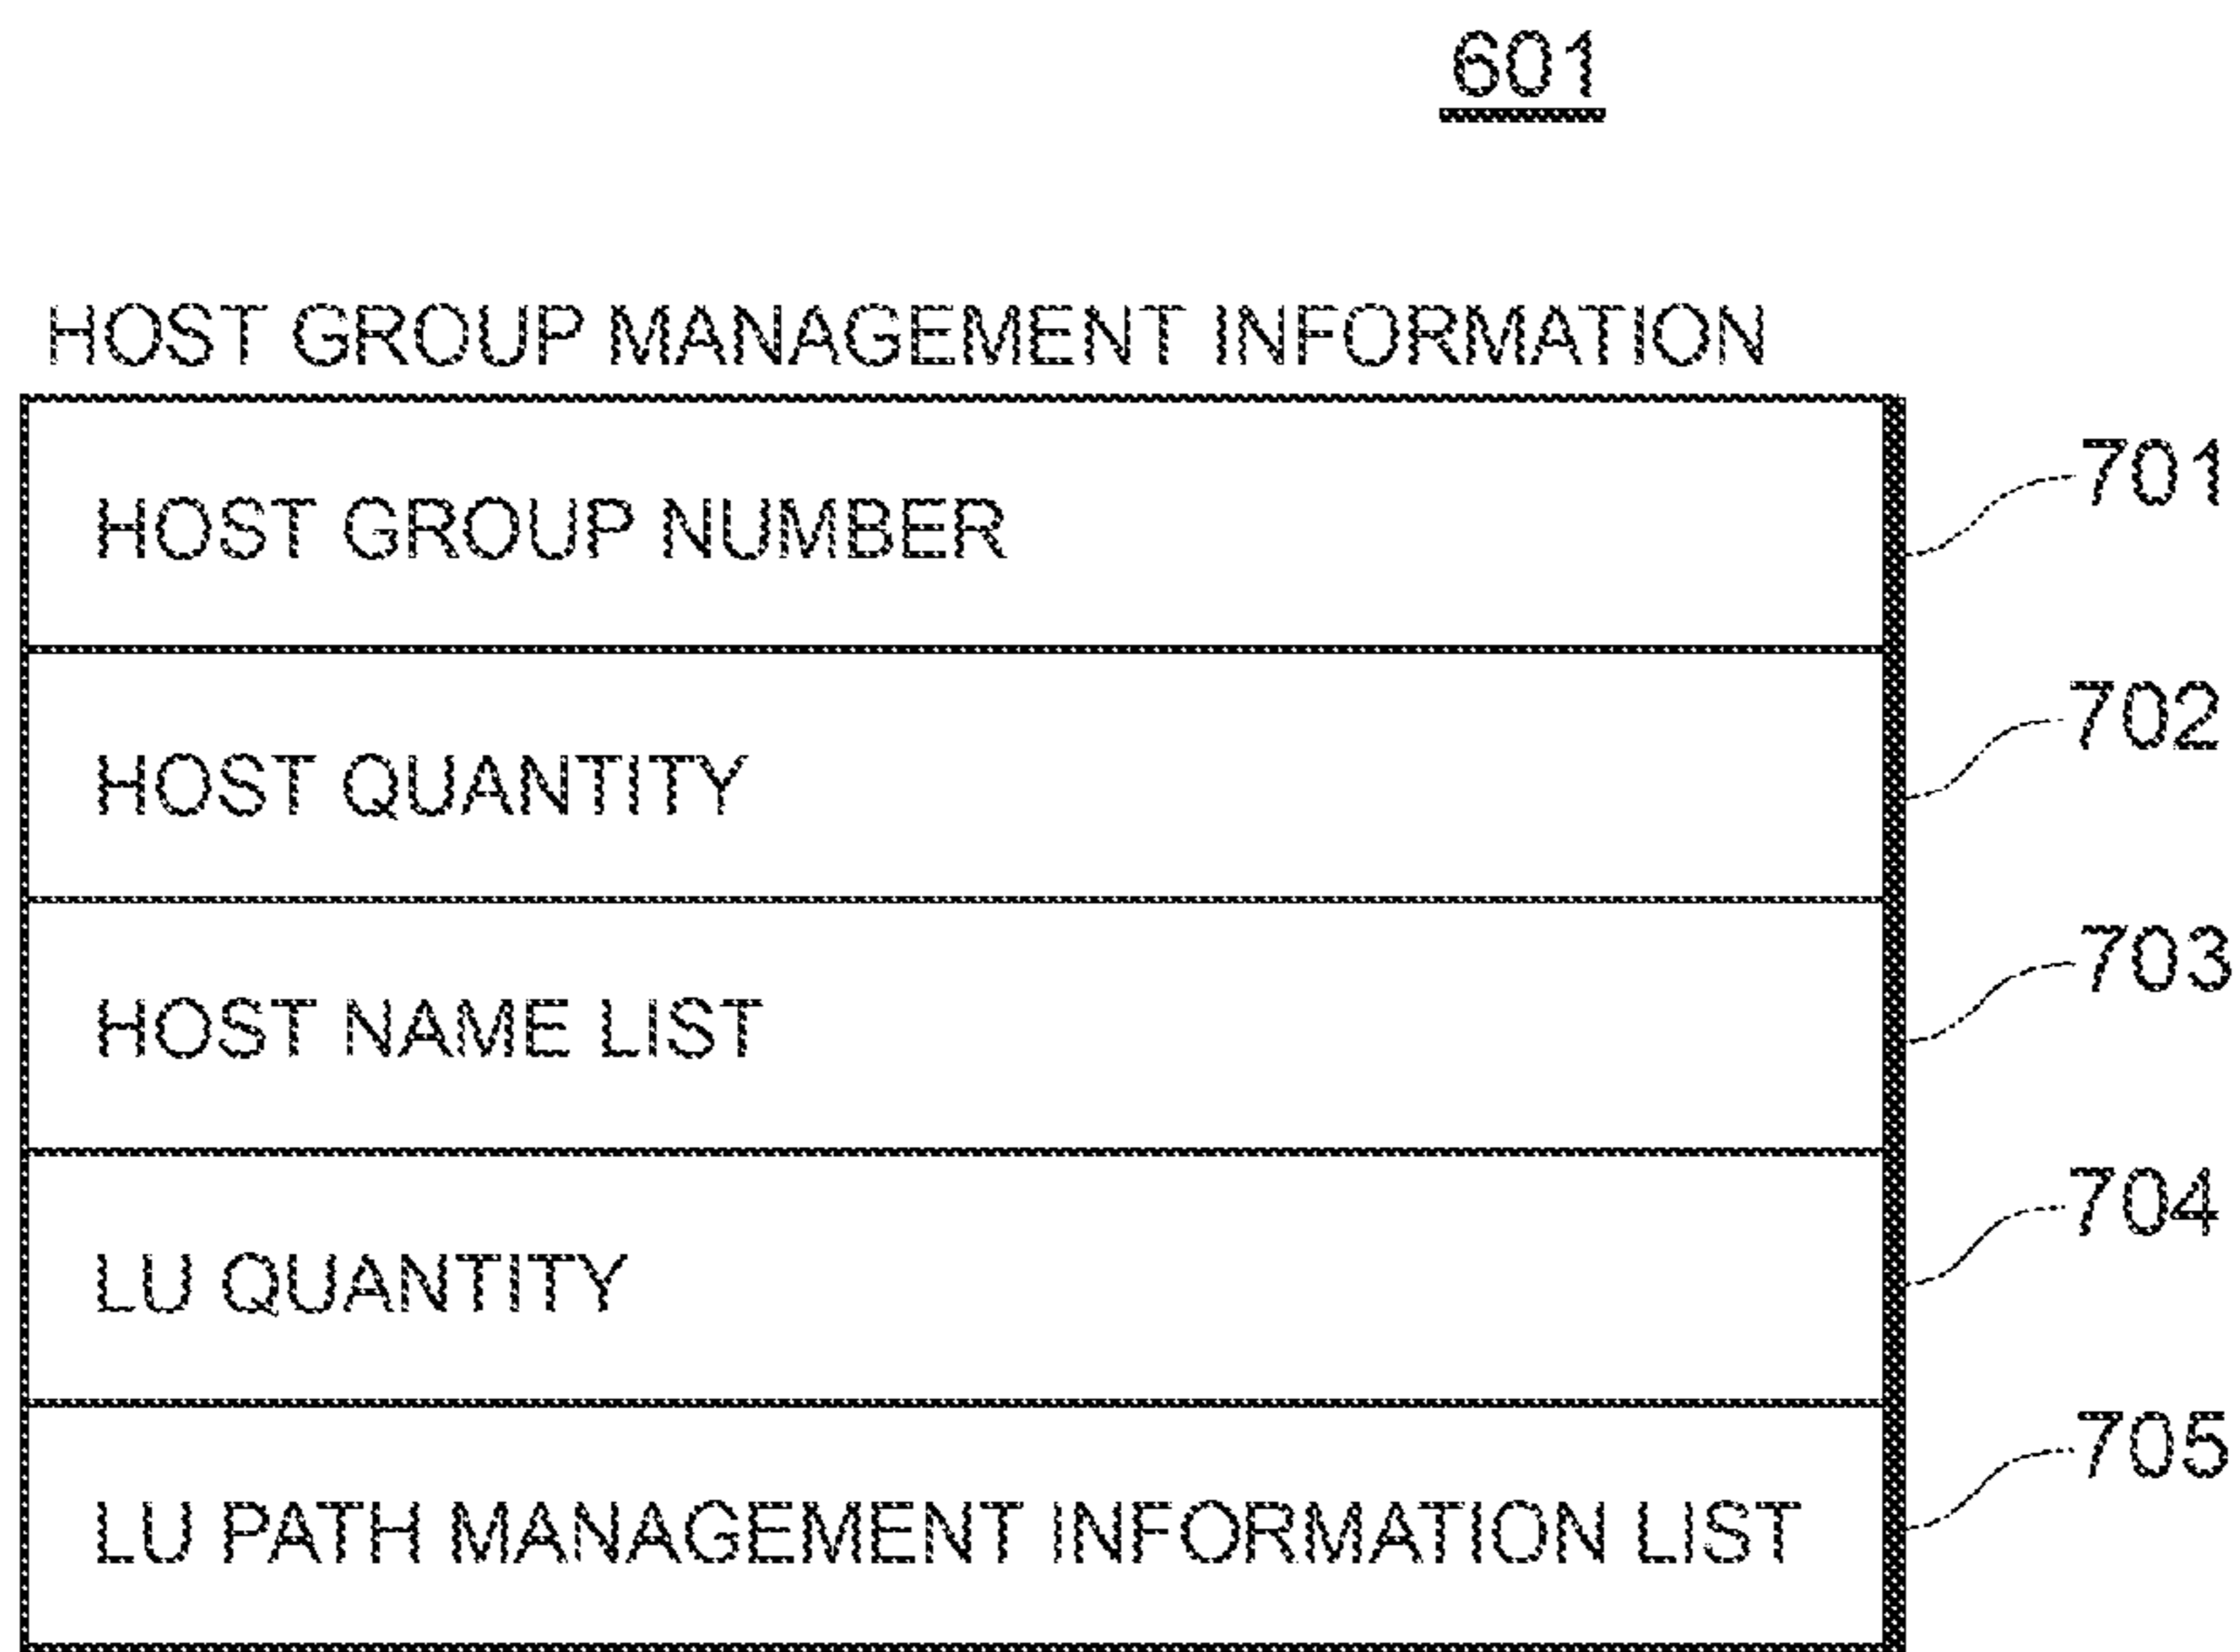 601
HOST GROUP MANAGEMENT INFORMATION
HOST GROUP NUMBER
701
HOST QUANTITY
702
HOST NAME LIST
703
LU QUANTITY
704
LU PATH MANAGEMENT INFORMATION LIST
705